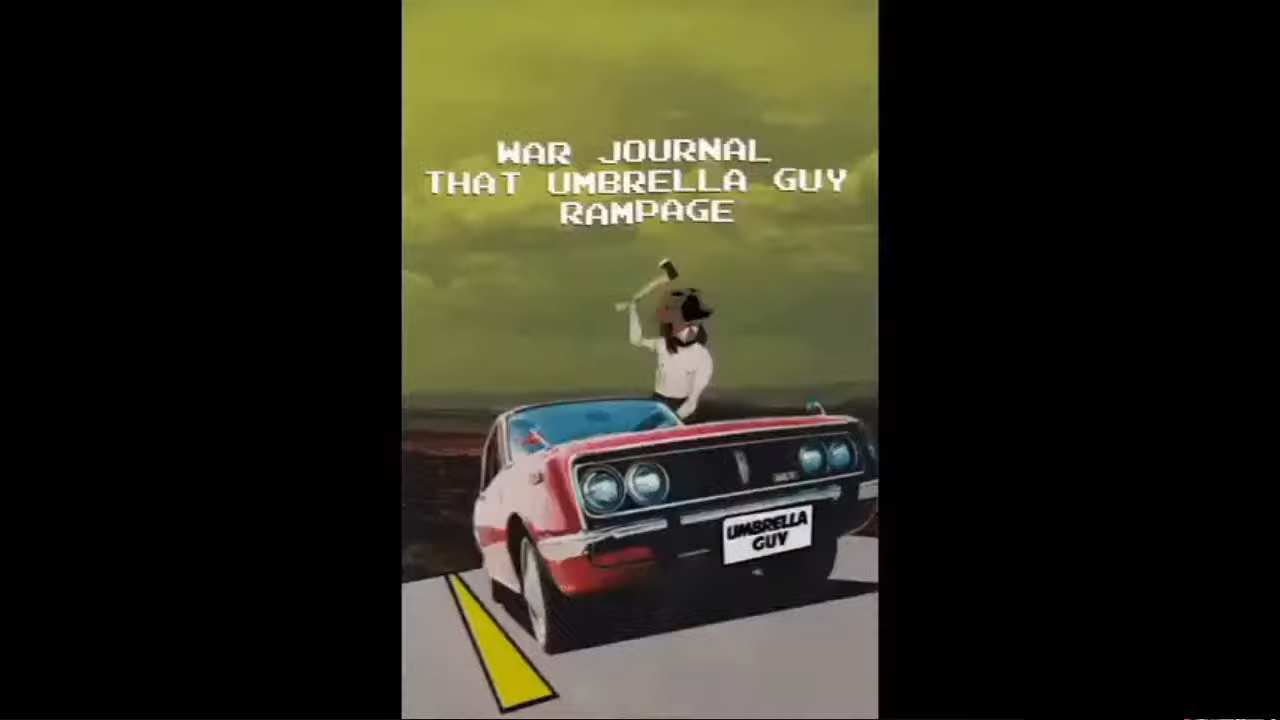 WAR JOURNAL
THAT UMBRELLA GUY
RAMPAGE
UMBRELLA
GUY